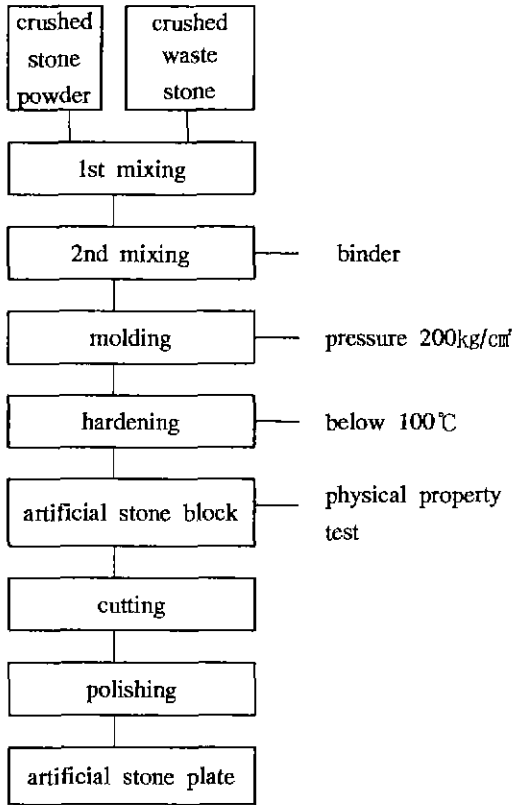 crushed
stone
powder
crushed
waste
stone
1st mixing
2nd mixing
binder
molding
pressure 200kg/㎠
hardening
below 100℃
artificial stone block
physical property
test
cutting
polishing
artificial stone plate